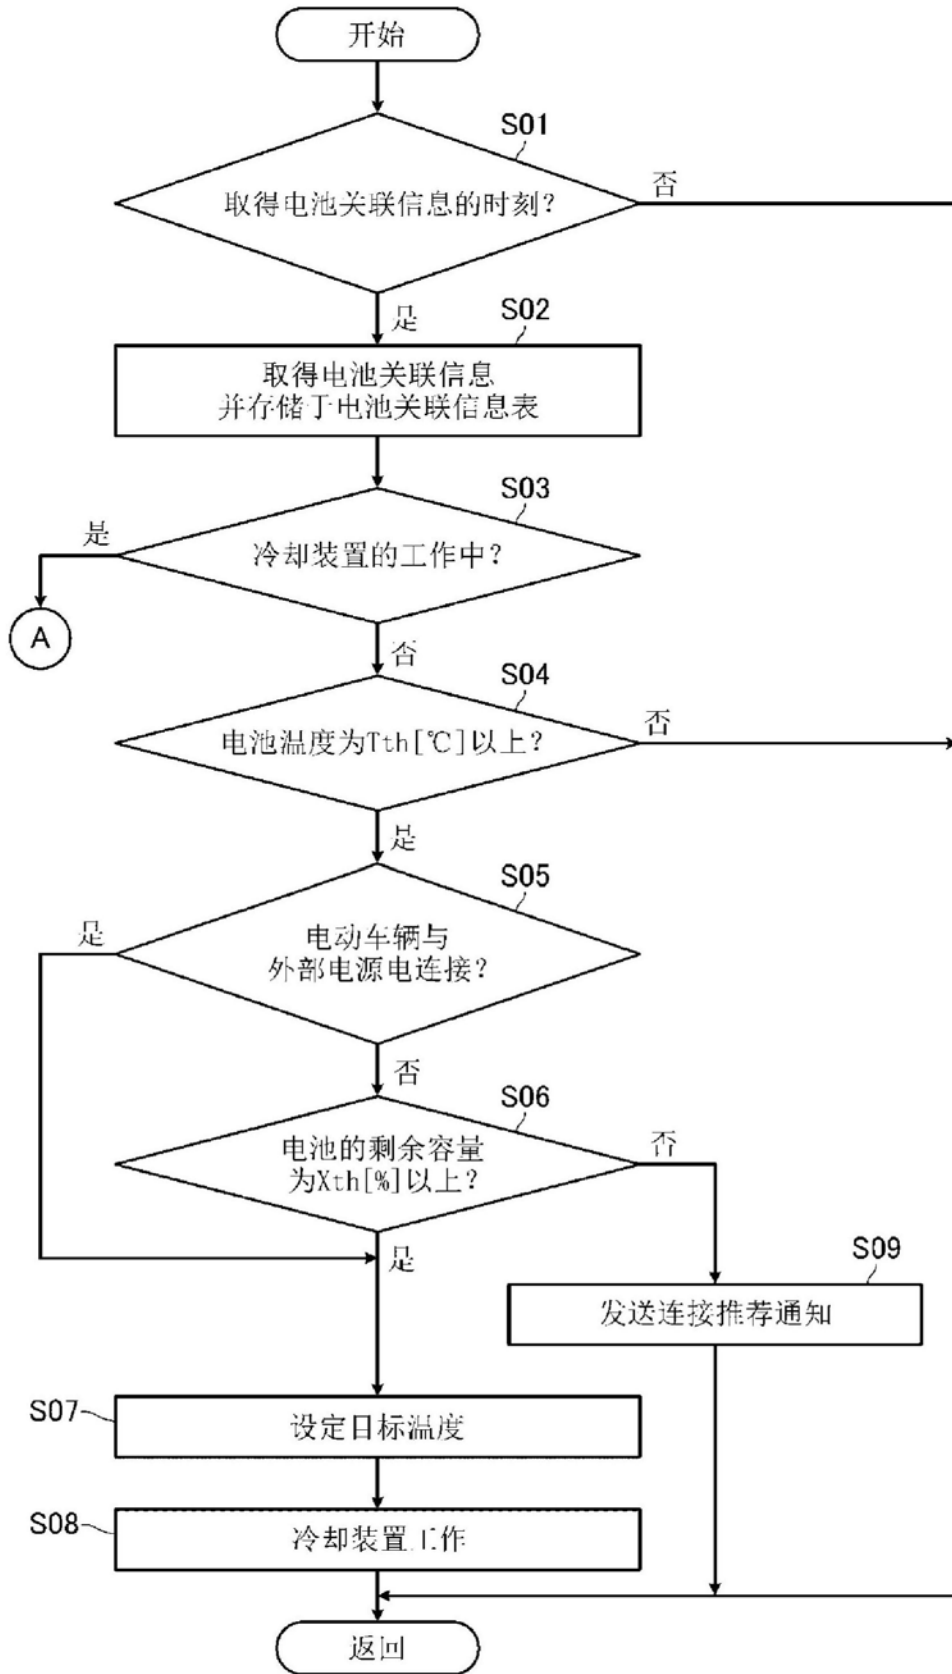 开始
S01
取得电池关联信息的时刻?
否
是
S02
取得电池关联信息
并存储于电池关联信息表
S03
是
冷却装置的工作中?
A
否
S04
电池温度为Tth[℃]以上?
否
是
S05
是
电动车辆与
外部电源电连接?
否
S06
电池的剩余容量
为Xth[%]以上?
否
是
S09
发送连接推荐通知
S07
设定目标温度
S08
冷却装置工作
返回